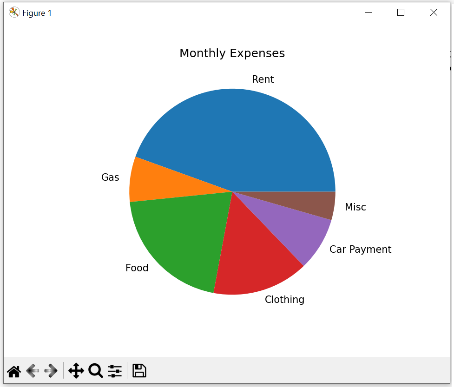 Figure 1
Monthly Expenses
Rent
Gas
Misc
Car Payment
Food
Clothing